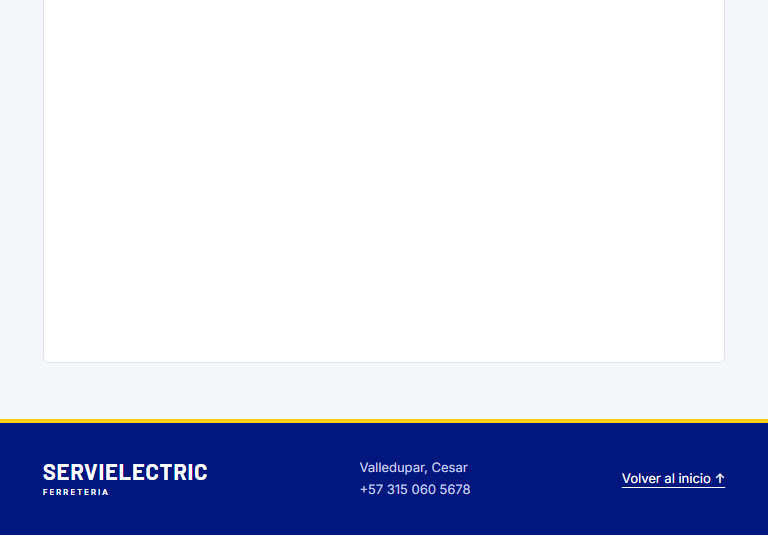 SERVIELECTRIC
FERRETERIA
Valledupar, Cesar
+57 315 060 5678
Volver al inicio ↑